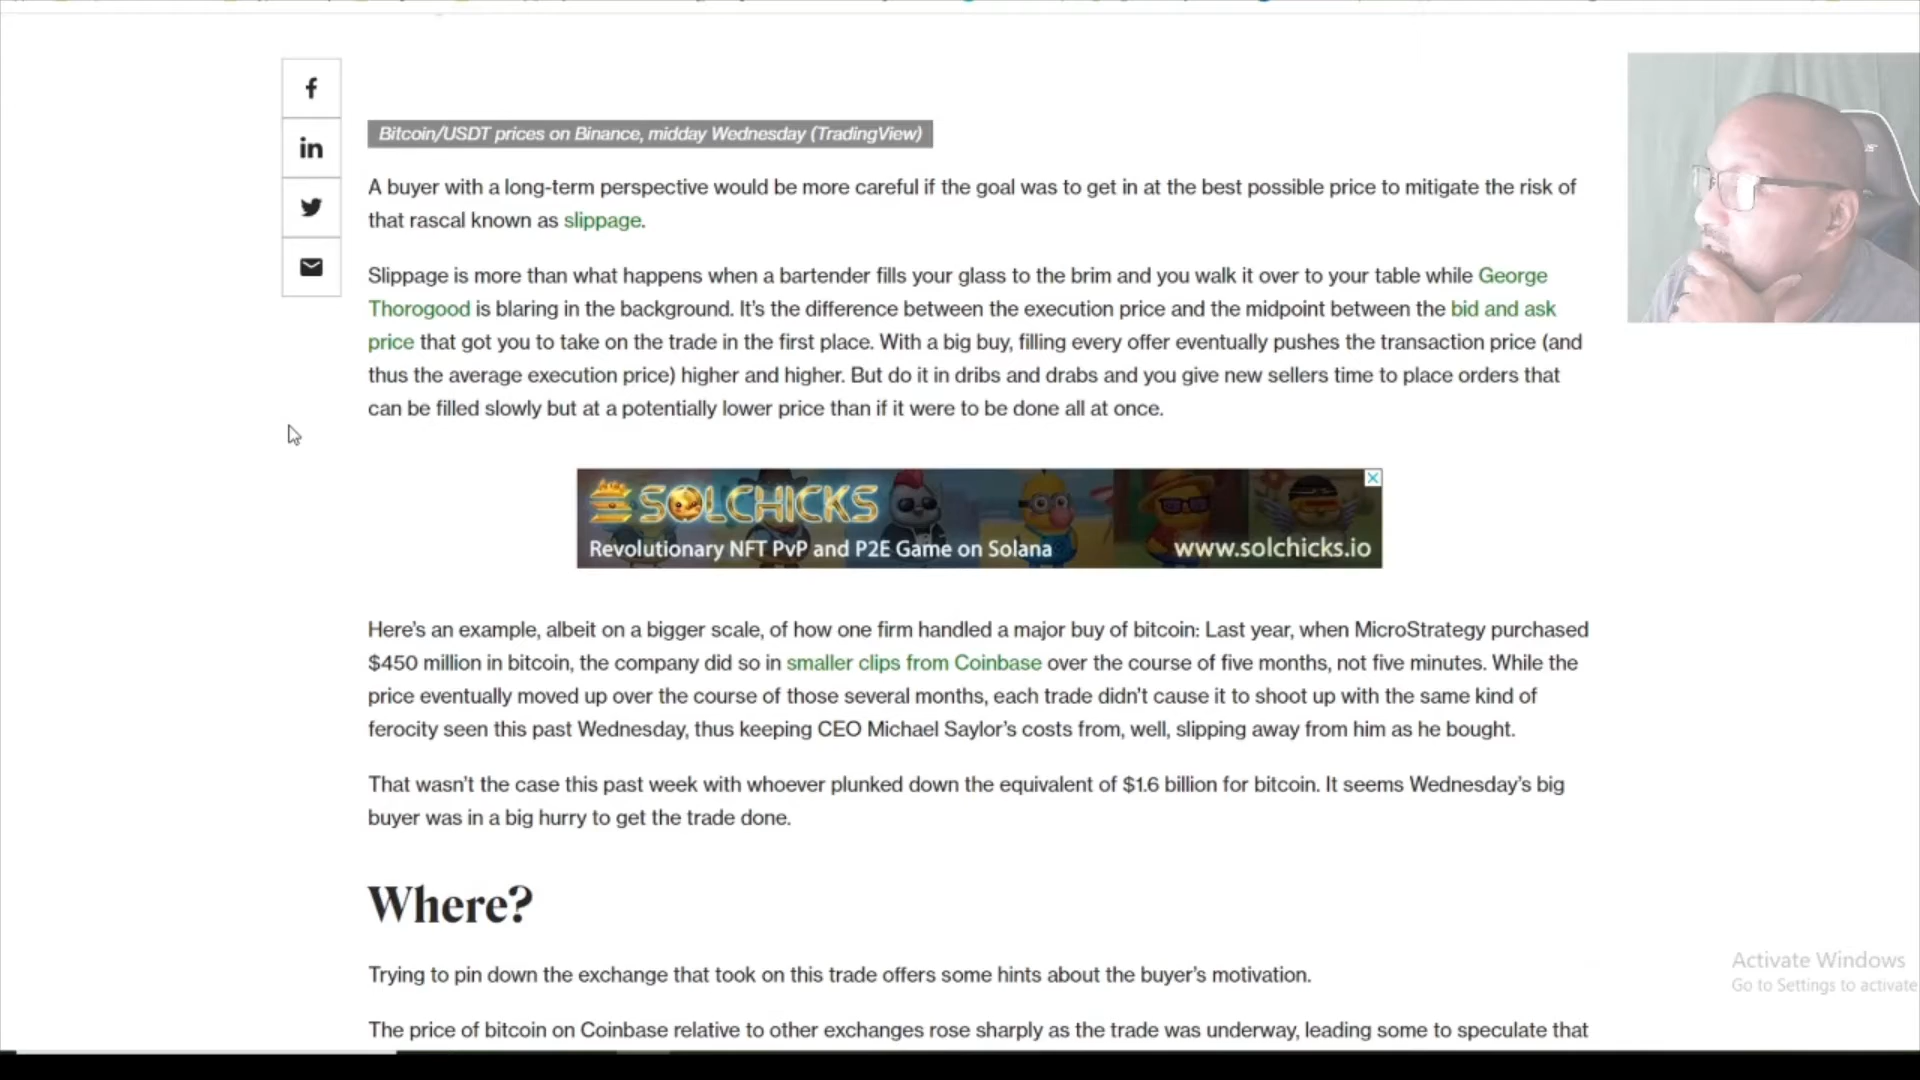 Bitcoin/USDT prices on Binance, midday Wednesday (TradingView)
A buyer with a long-term perspective would be more careful if the goal was to get in at the best possible price to mitigate the risk of
that rascal known as slippage.
Slippage is more than what happens when a bartender fills your glass to the brim and you walk it over to your table while George
Thorogood is blaring in the background. It's the difference between the execution price and the midpoint between the bid and ask
price that got you to take on the trade in the first place. With a big buy, filling every offer eventually pushes the transaction price (and
thus the average execution price) higher and higher. But do it in dribs and drabs and you give new sellers time to place orders that
can be filled slowly but at a potentially lower price than if it were to be done all at once.
SOLCHICKS
Revolutionary NFT PvP and P2E Game on Solana
www.solchicks.io
Here's an example, albeit on a bigger scale, of how one firm handled a major buy of bitcoin: Last year, when MicroStrategy purchased
$450 million in bitcoin, the company did so in smaller clips from Coinbase over the course of five months, not five minutes. While the
price eventually moved up over the course of those several months, each trade didn't cause it to shoot up with the same kind of
ferocity seen this past Wednesday, thus keeping CEO Michael Saylor's costs from, well, slipping away from him as he bought.
That wasn't the case this past week with whoever plunked down the equivalent of $1.6 billion for bitcoin. It seems Wednesday's big
buyer was in a big hurry to get the trade done.
Where?
Trying to pin down the exchange that took on this trade offers some hints about the buyer's motivation.
The price of bitcoin on Coinbase relative to other exchanges rose sharply as the trade was underway, leading some to speculate that
Activate Windows
Go to Settings to activate